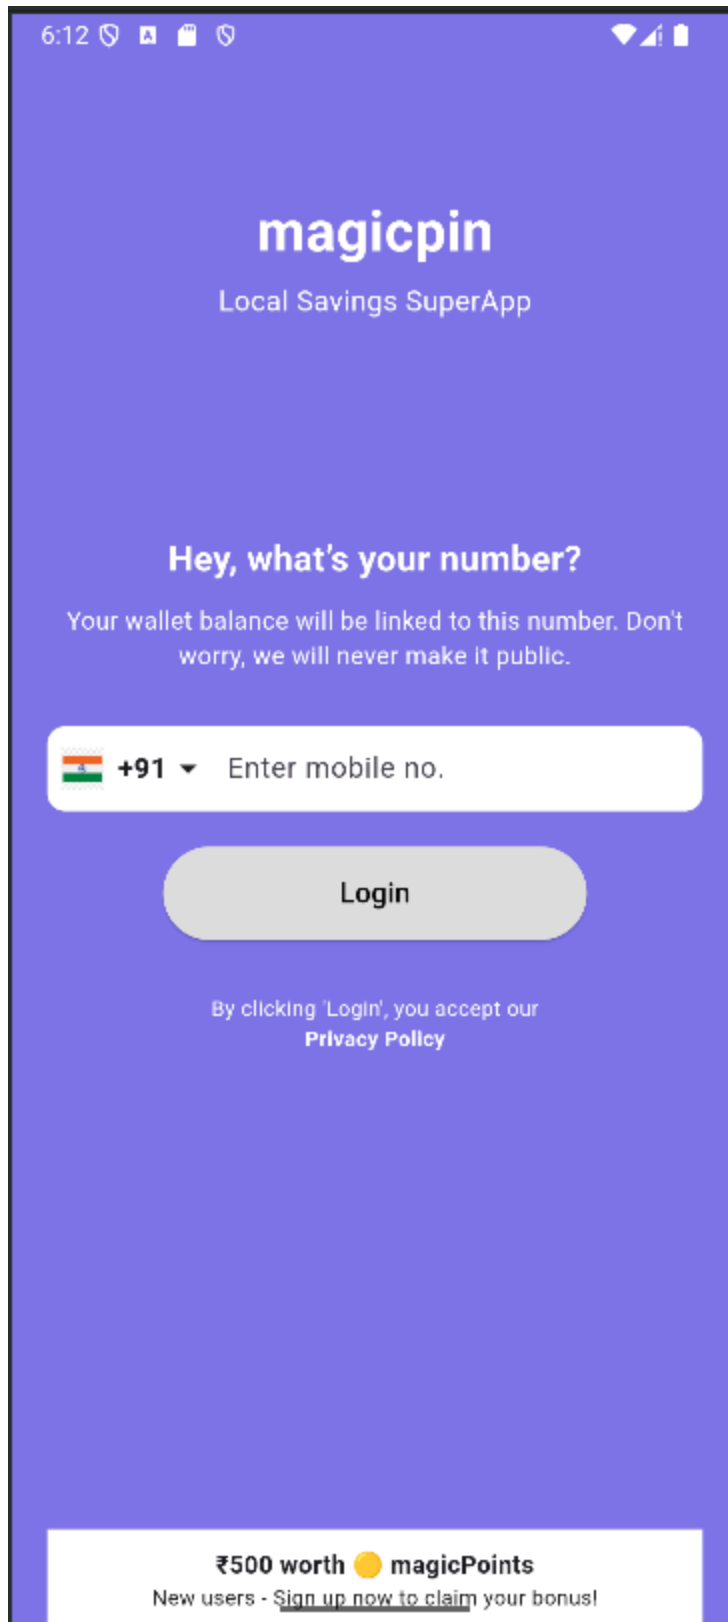 6:12
magicpin
Local Savings SuperApp
Hey, what's your number?
Your wallet balance will be linked to this number. Don't
worry, we will never make it public.
+91 Enter mobile no.
Login
By clicking 'Login', you accept our
Privacy Policy
₹500 worth 🟡 magicPoints
New users - Sign up now to claim your bonus!